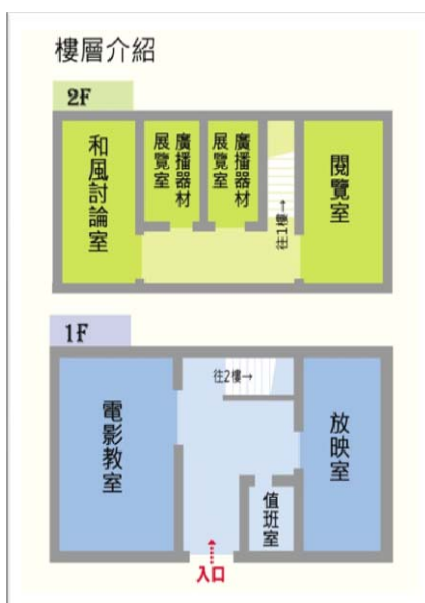 樓層介紹
2F
和風討論室
廣播器材
展覽室
廣播器材
展覽室
往1樓→
閱覽室
1F
電影教室
往2樓→
放映室
值班室
入口